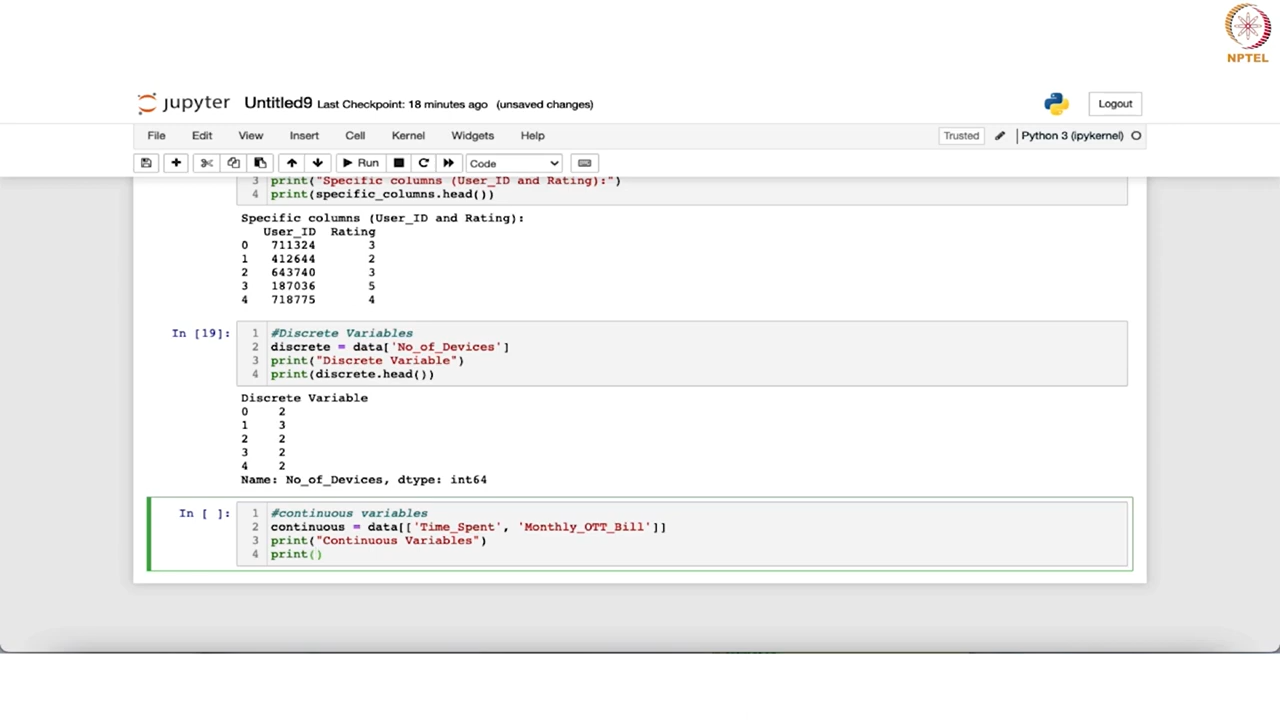 NPTEL
jupyter Untitled9 Last Checkpoint: 18 minutes ago (unsaved changes)
Logout
File Edit View Insert Cell Kernel Widgets Help
Trusted Python 3 (ipykernel)
Run Code
3 print("Specific columns (User_ID and Rating):")
4 print(specific_columns.head())
Specific columns (User_ID and Rating):
User_ID Rating
0 711324 3
1 412644 2
2 643740 3
3 187036 5
4 718775 4
In [19]: 1 #Discrete Variables
2 discrete = data['No_of_Devices']
3 print("Discrete Variable")
4 print(discrete.head())
Discrete Variable
0 2
1 3
2 2
3 2
4 2
Name: No_of_Devices, dtype: int64
In [ ]: 1 #continuous variables
2 continuous = data[['Time_Spent', 'Monthly_OTT_Bill']]
3 print("Continuous Variables")
4 print()